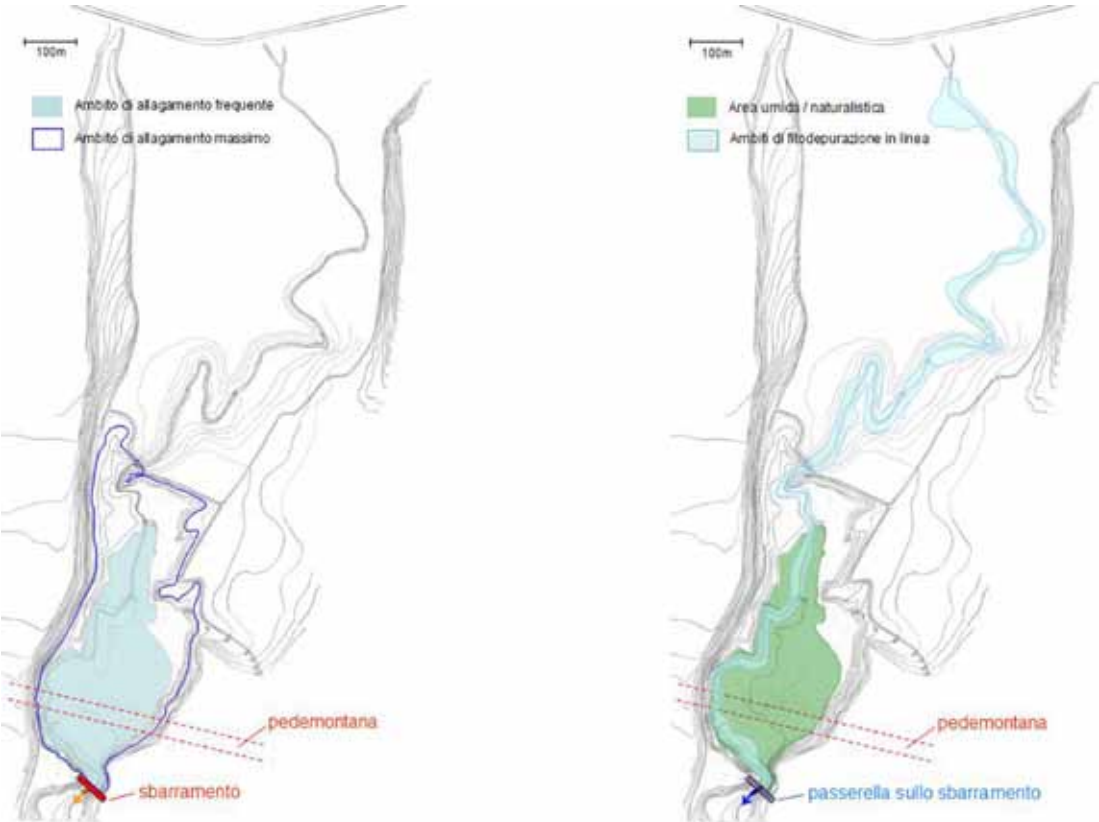 100m
Ambito di allagamento frequente
Ambito di allagamento massimo
pedemontana
sbarramento
100m
Area umida / naturalistica
Ambiti di fitodepurazione in linea
pedemontana
passerella sullo sbarramento